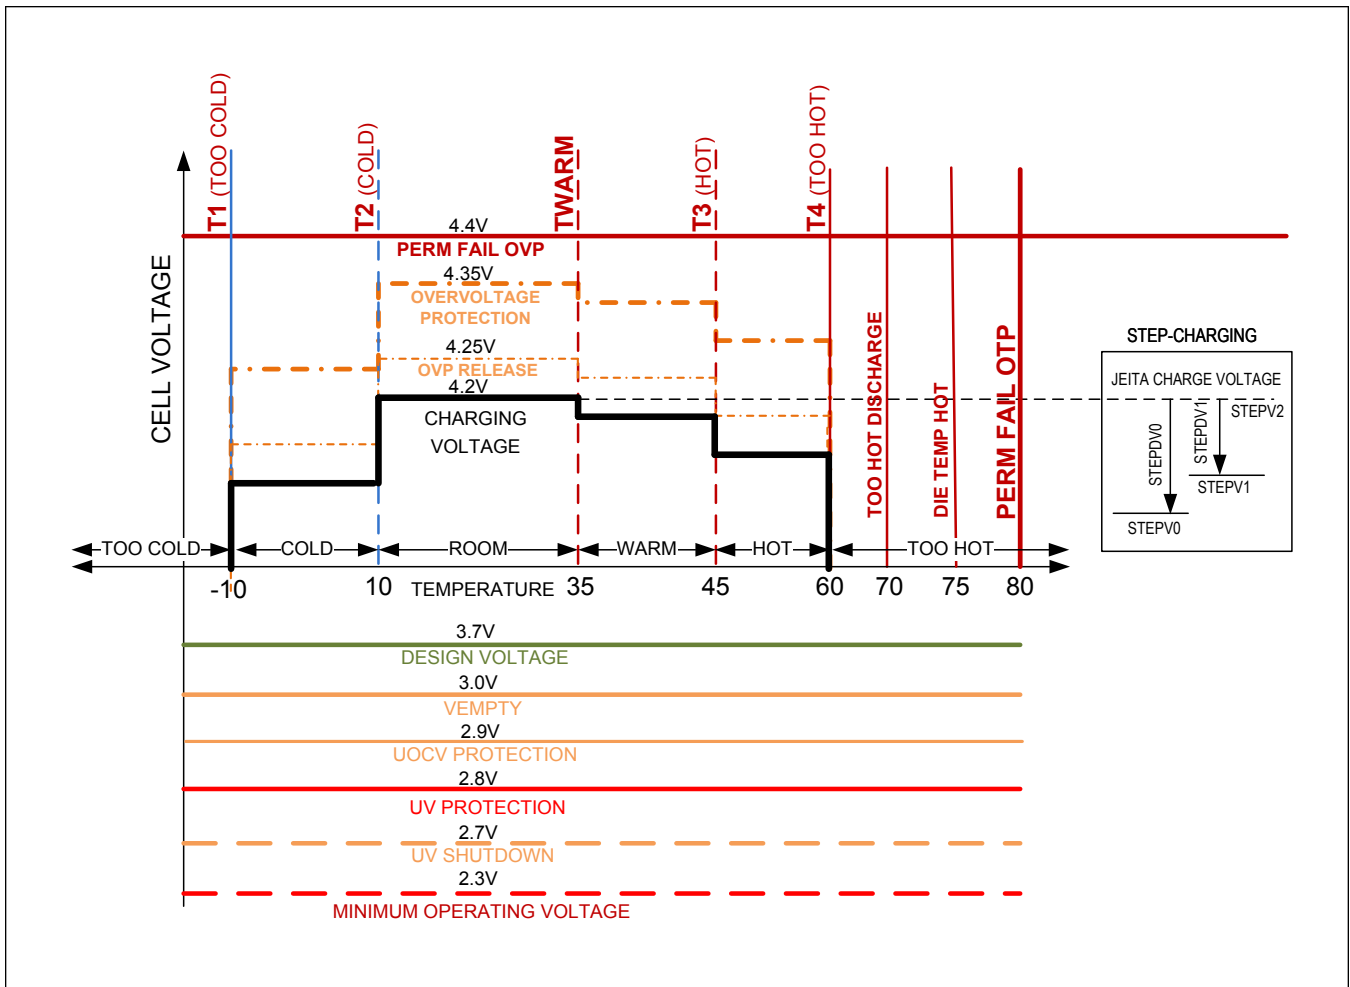 T1 (TOO COLD)
T2 (COLD)
TWARM
T3 (HOT)
T4 (TOO HOT)
CELL VOLTAGE
4.4V
PERM FAIL OVP
4.35V
OVERVOLTAGE
PROTECTION
4.25V
OVP RELEASE
4.2V
CHARGING
VOLTAGE
TOO HOT DISCHARGE
DIE TEMP HOT
PERM FAIL OTP
STEP-CHARGING
JEITA CHARGE VOLTAGE
STEPDV0
STEPDV1
STEPV2
STEPV1
STEPV0
TOO COLD
COLD
ROOM
WARM
HOT
TOO HOT
-10
10
TEMPERATURE
35
45
60
70
75
80
3.7V
DESIGN VOLTAGE
3.0V
VEMPTY
2.9V
UOCV PROTECTION
2.8V
UV PROTECTION
2.7V
UV SHUTDOWN
2.3V
MINIMUM OPERATING VOLTAGE